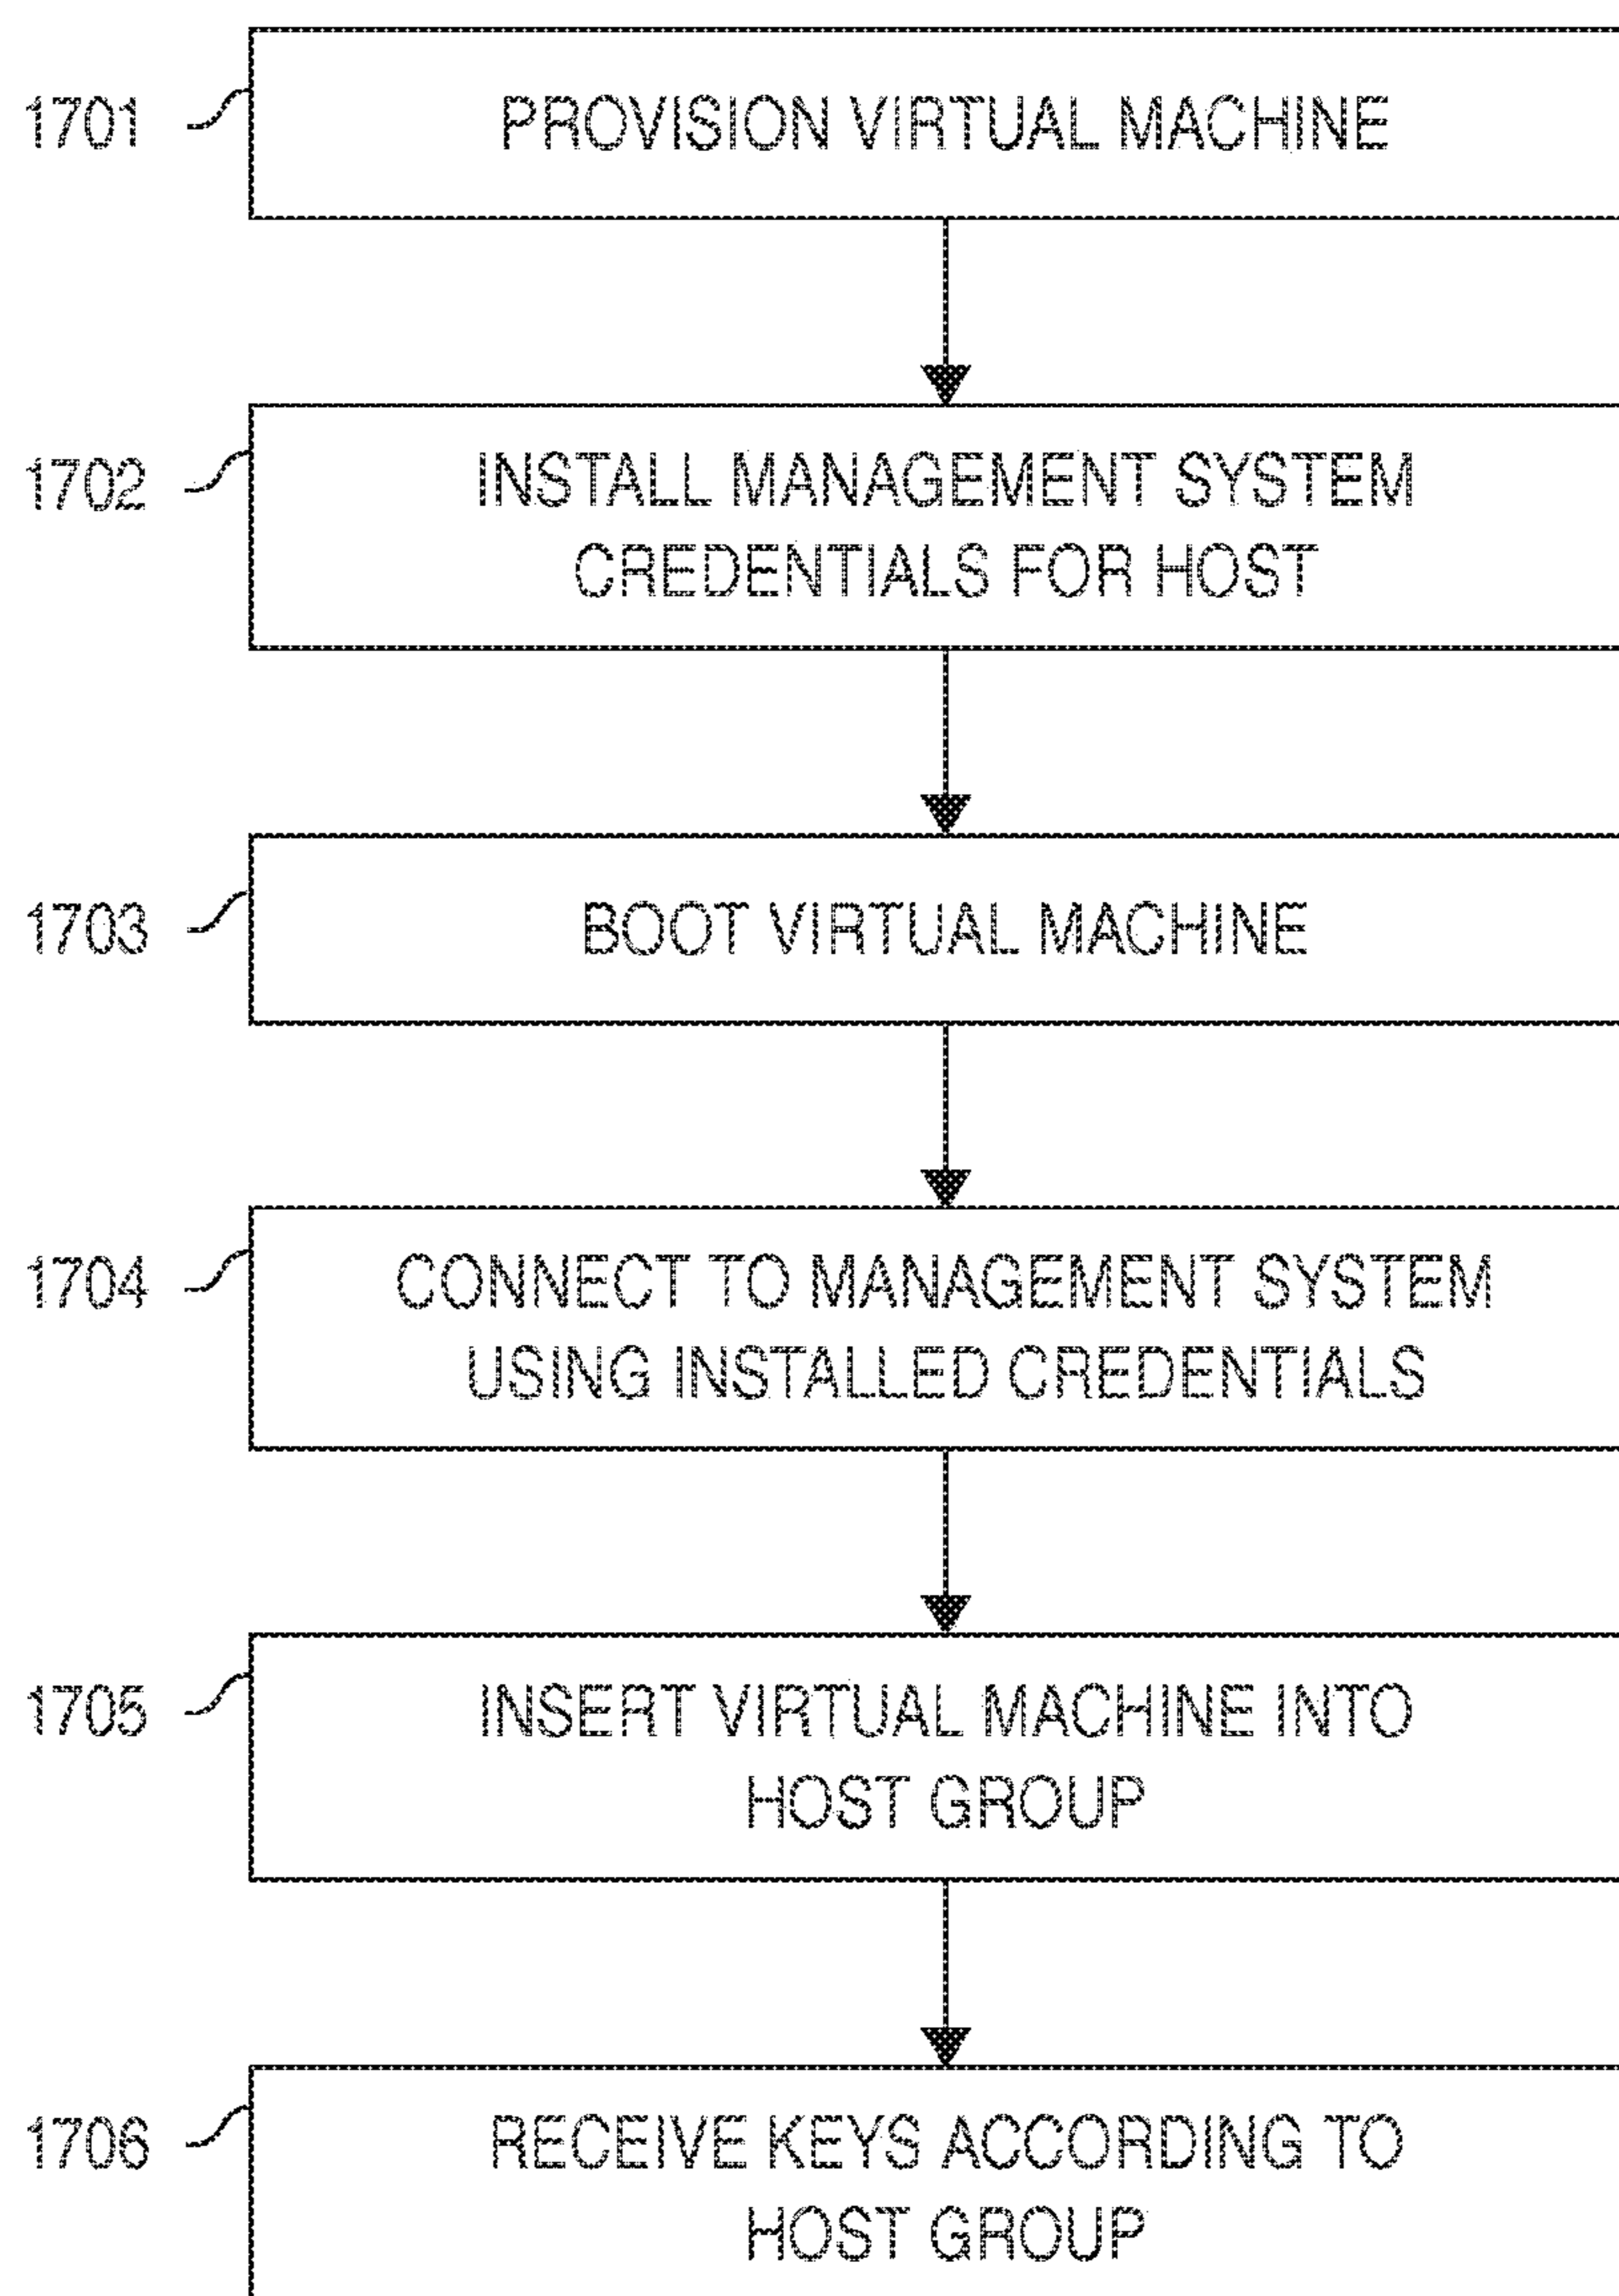 1701
PROVISION VIRTUAL MACHINE
1702
INSTALL MANAGEMENT SYSTEM
CREDENTIALS FOR HOST
1703
BOOT VIRTUAL MACHINE
1704
CONNECT TO MANAGEMENT SYSTEM
USING INSTALLED CREDENTIALS
1705
INSERT VIRTUAL MACHINE INTO
HOST GROUP
1706
RECEIVE KEYS ACCORDING TO
HOST GROUP